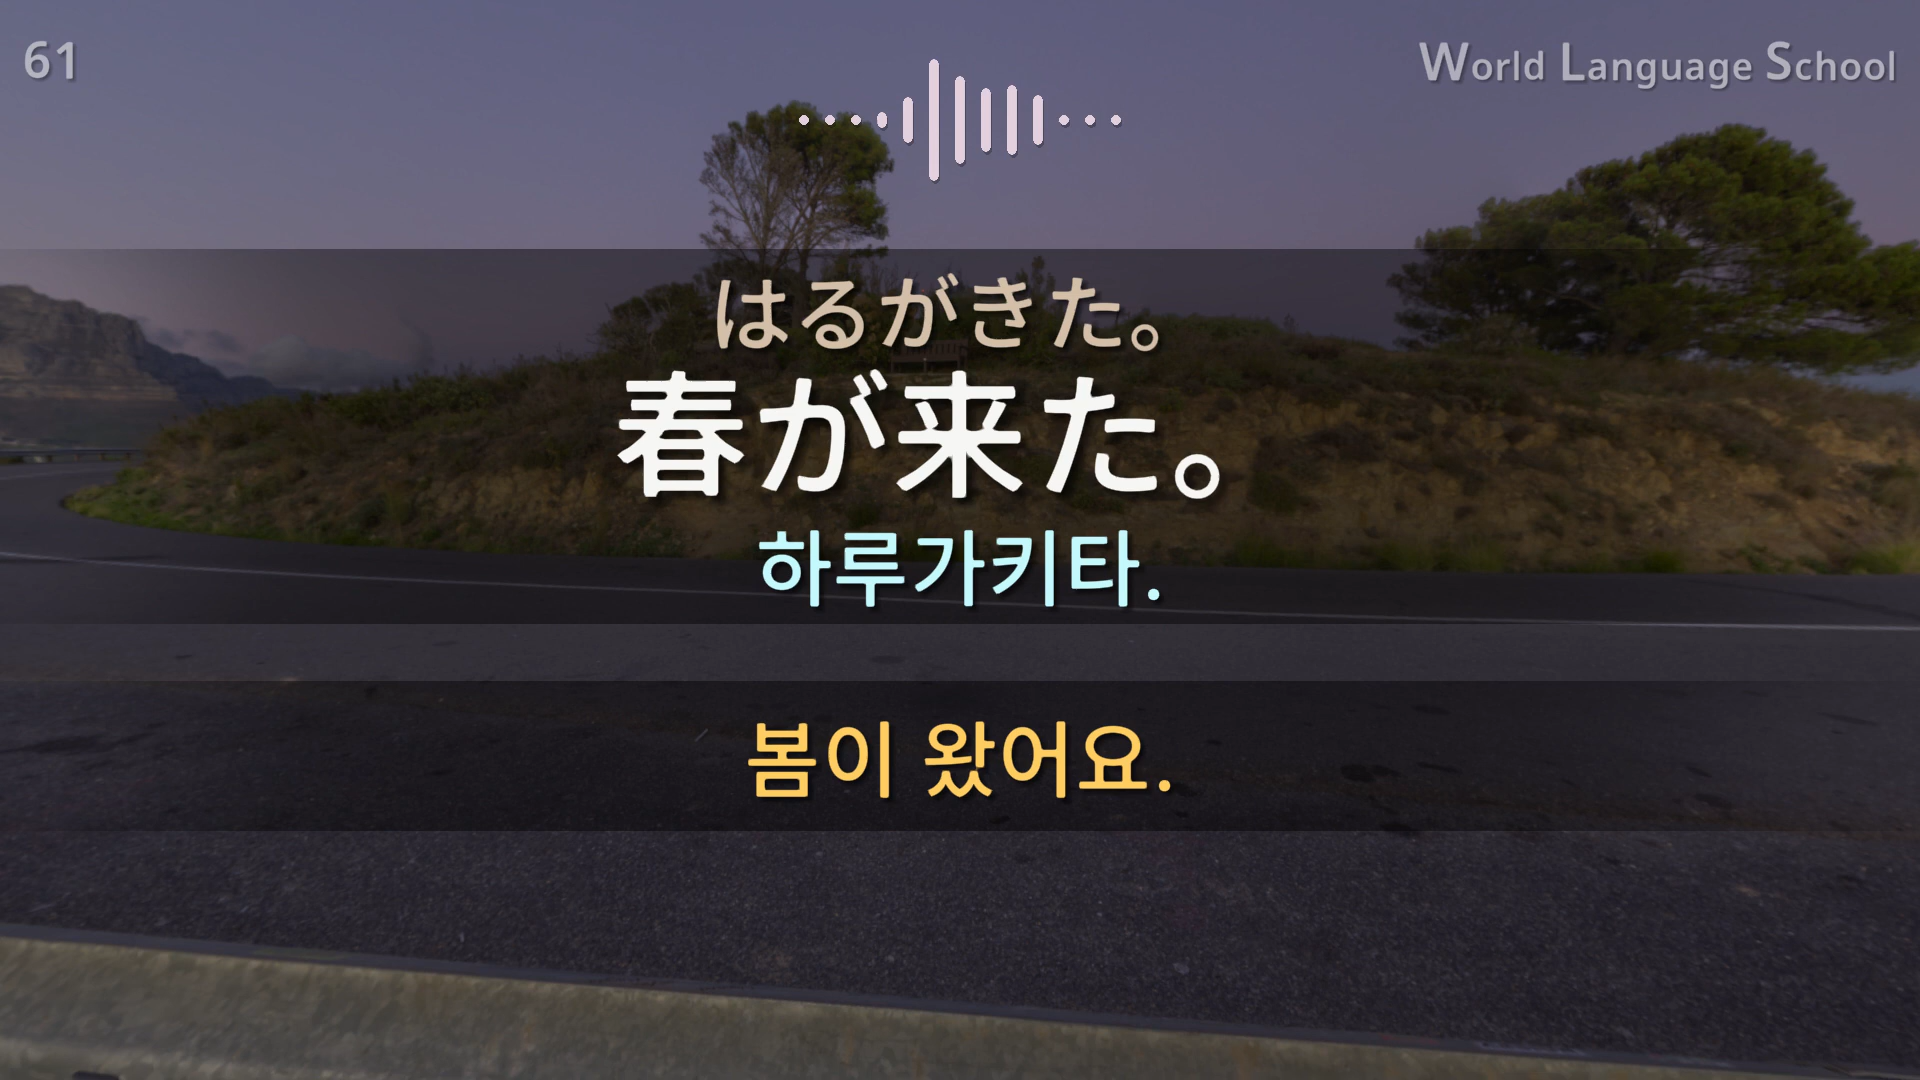 61
World Language School
はるがきた。
春が来た。
하루가키타.
봄이 왔어요.